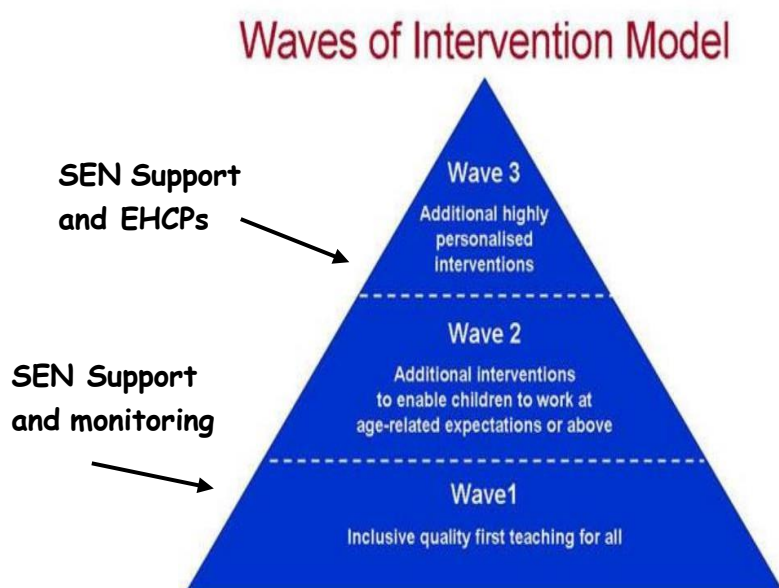 Waves of Intervention Model
SEN Support
and EHCPs
Wave 3
Additional highly
personalised
interventions
SEN Support
and monitoring
Wave 2
Additional interventions
to enable children to work at
age-related expectations or above
Wave1
Inclusive quality first teaching for all